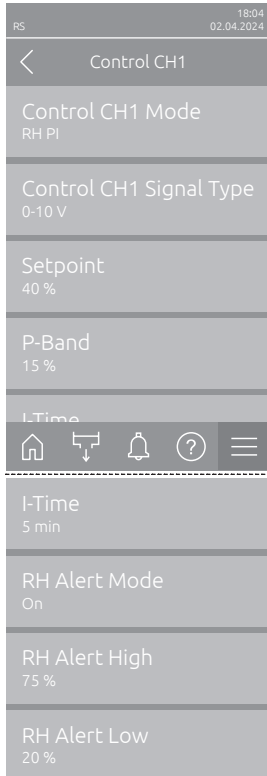 18:04
RS 02.04.2024
Control CH1
Control CH1 Mode
RH PI
Control CH1 Signal Type
0-10 V
Setpoint
40 %
P-Band
15 %
I-Time
I-Time
5 min
RH Alert Mode
On
RH Alert High
75 %
RH Alert Low
20 %